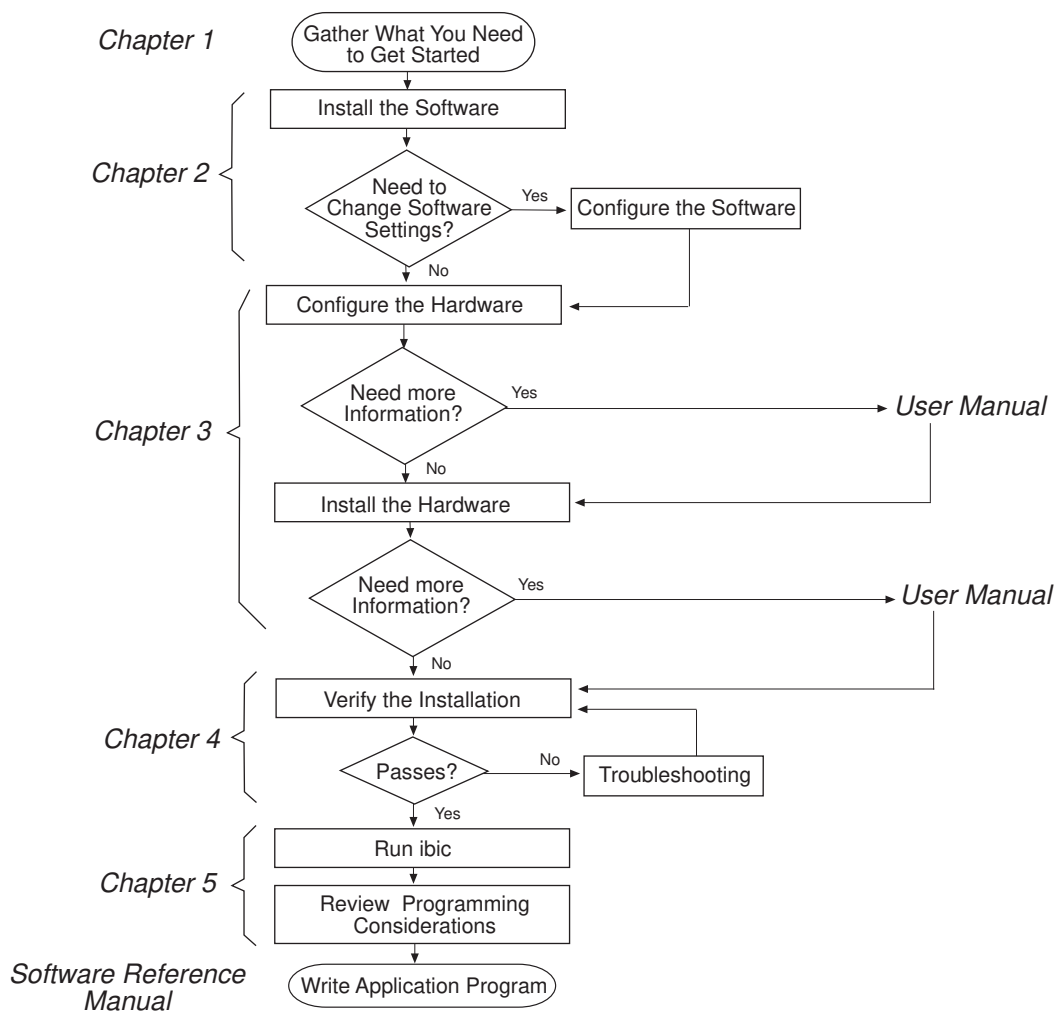 Chapter 1
Gather What You Need
to Get Started
Install the Software
Chapter 2
Need to
Change Software
Settings?
Yes
Configure the Software
No
Configure the Hardware
Chapter 3
Need more
Information?
Yes
User Manual
No
Install the Hardware
Need more
Information?
Yes
User Manual
No
Verify the Installation
Chapter 4
Passes?
No
Troubleshooting
Yes
Run ibic
Chapter 5
Review Programming
Considerations
Software Reference
Manual
Write Application Program